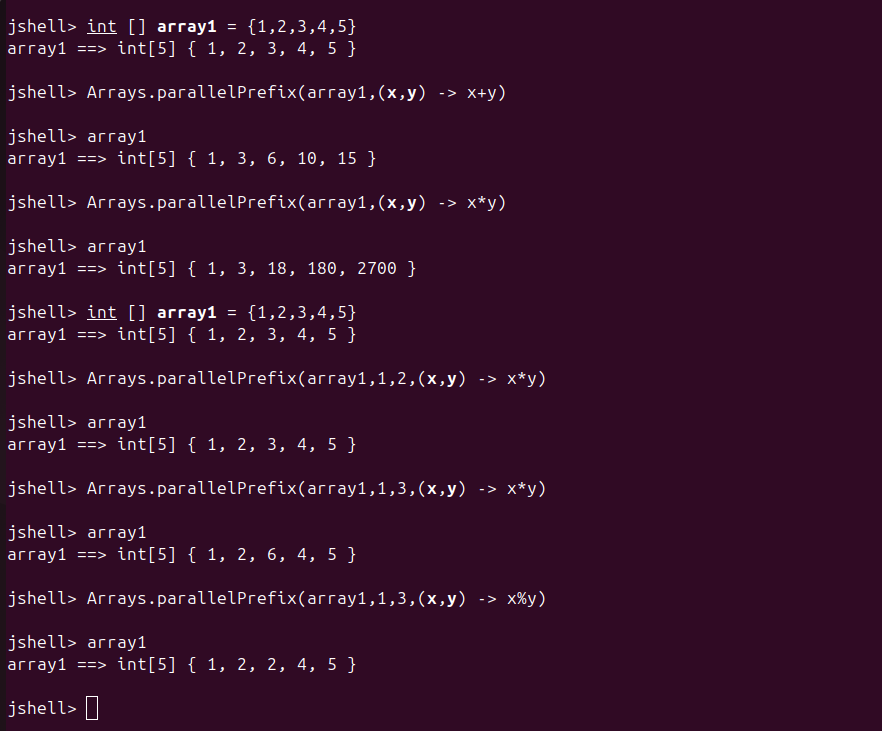 jshell> int [] array1 = {1,2,3,4,5}
array1 ==> int[5] { 1, 2, 3, 4, 5 }
jshell> Arrays.parallelPrefix(array1,(x,y) -> x+y)
jshell> array1
array1 ==> int[5] { 1, 3, 6, 10, 15 }
jshell> Arrays.parallelPrefix(array1,(x,y) -> x*y)
jshell> array1
array1 ==> int[5] { 1, 3, 18, 180, 2700 }
jshell> int [] array1 = {1,2,3,4,5}
array1 ==> int[5] { 1, 2, 3, 4, 5 }
jshell> Arrays.parallelPrefix(array1,1,2,(x,y) -> x*y)
jshell> array1
array1 ==> int[5] { 1, 2, 3, 4, 5 }
jshell> Arrays.parallelPrefix(array1,1,3,(x,y) -> x*y)
jshell> array1
array1 ==> int[5] { 1, 2, 6, 4, 5 }
jshell> Arrays.parallelPrefix(array1,1,3,(x,y) -> x%y)
jshell> array1
array1 ==> int[5] { 1, 2, 2, 4, 5 }
jshell>